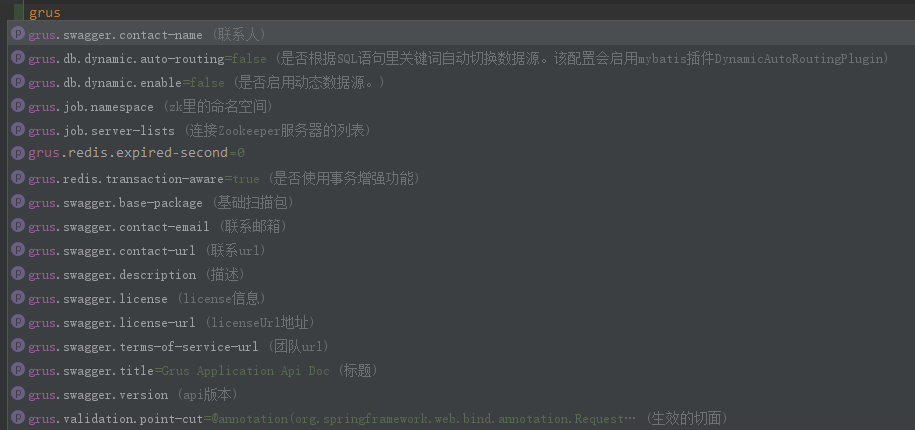 grus
grus.swagger.contact-name (联系人)
grus.db.dynamic.auto-routing=false (是否根据SQL语句里关键词自动切换数据源。该配置会启用mybatis插件DynamicAutoRoutingPlugin)
grus.db.dynamic.enable=false (是否启用动态数据源。)
grus.job.namespace (zk里的命名空间)
grus.job.server-lists (连接Zookeeper服务器的列表)
grus.redis.expired-second=0
grus.redis.transaction-aware=true (是否使用事务增强功能)
grus.swagger.base-package (基础扫描包)
grus.swagger.contact-email (联系邮箱)
grus.swagger.contact-url (联系url)
grus.swagger.description (描述)
grus.swagger.license (license信息)
grus.swagger.license-url (licenseUrl地址)
grus.swagger.terms-of-service-url (团队url)
grus.swagger.title=Grus Application Api Doc (标题)
grus.swagger.version (api版本)
grus.validation.point-cut=@annotation(org.springframework.web.bind.annotation.Request… (生效的切面)